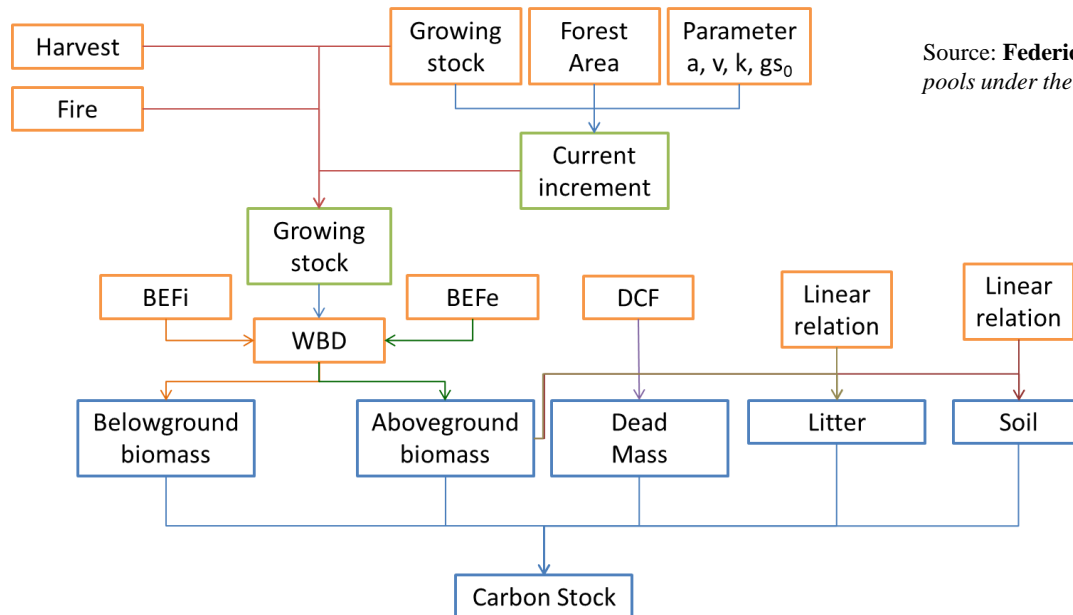 Harvest
Growing
stock
Forest
Area
Parameter
a, v, k, gs₀
Source: Federic
pools under the
Fire
Current
increment
Growing
stock
BEFi
BEFe
DCF
Linear
relation
Linear
relation
WBD
Belowground
biomass
Aboveground
biomass
Dead
Mass
Litter
Soil
Carbon Stock